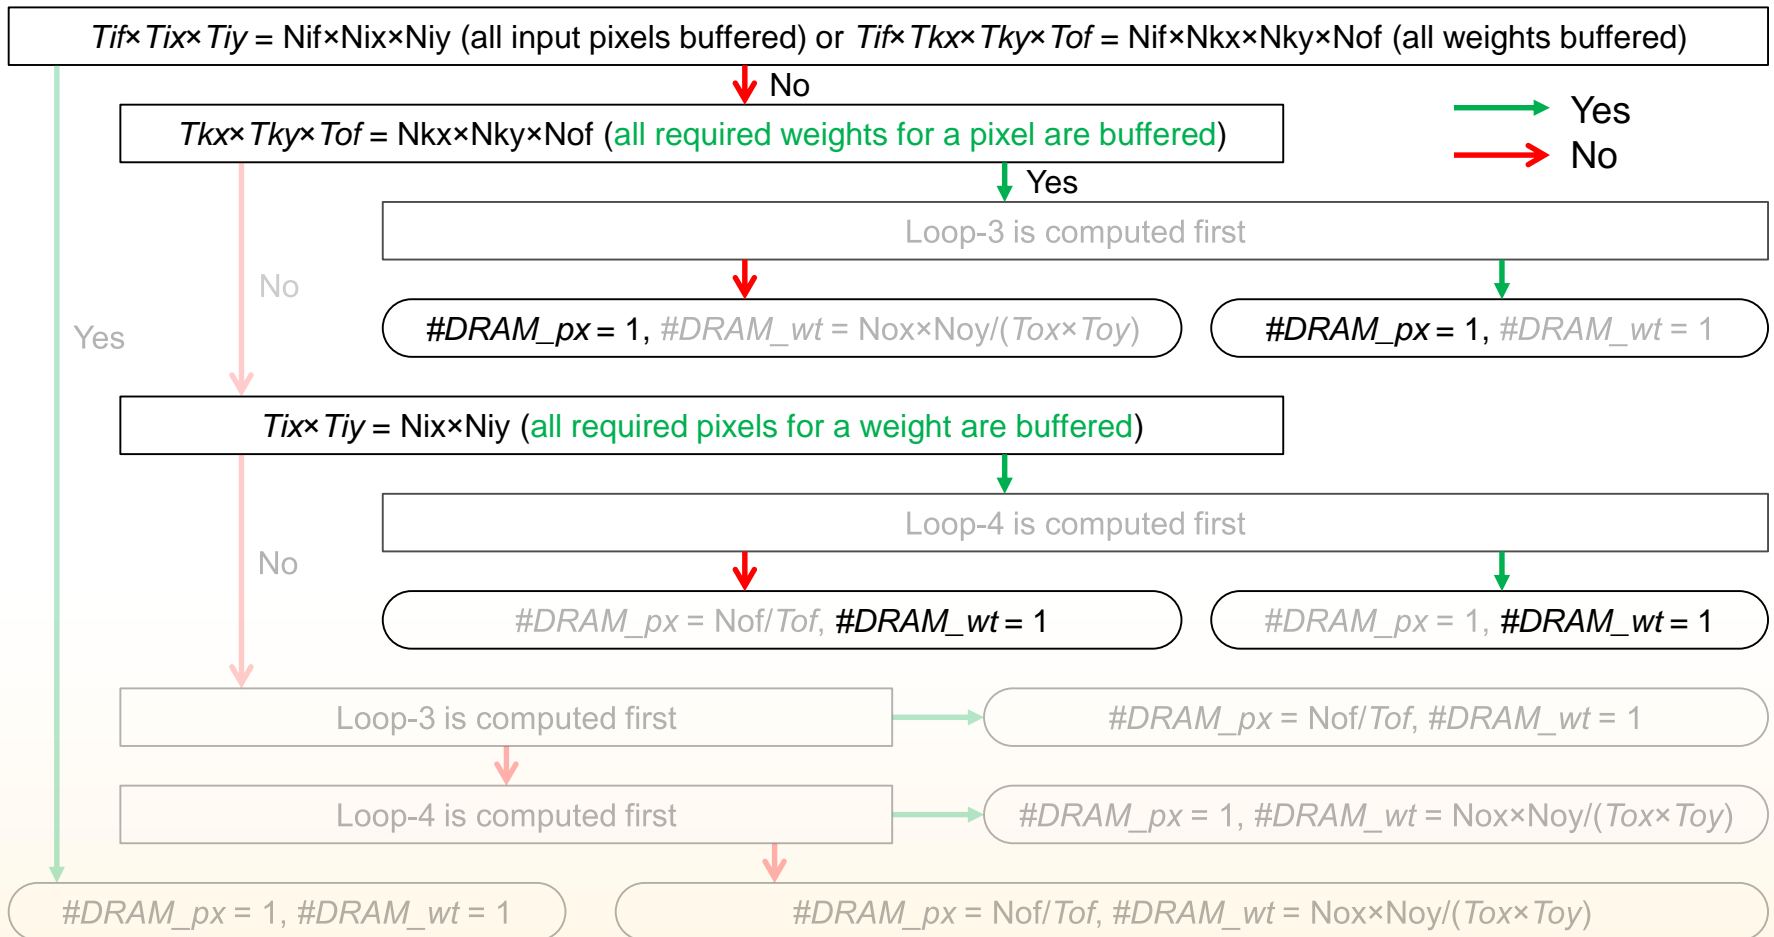 Tif×Tix×Tiy = Nif×Nix×Niy (all input pixels buffered) or Tif×Tkx×Tky×Tof = Nif×Nkx×Nky×Nof (all weights buffered)
No
Yes
No
Tkx×Tky×Tof = Nkx×Nky×Nof (all required weights for a pixel are buffered)
Yes
Loop-3 is computed first
No
#DRAM_px = 1, #DRAM_wt = Nox×Noy/(Tox×Toy)
#DRAM_px = 1, #DRAM_wt = 1
Yes
Tix×Tiy = Nix×Niy (all required pixels for a weight are buffered)
Loop-4 is computed first
No
#DRAM_px = Nof/Tof, #DRAM_wt = 1
#DRAM_px = 1, #DRAM_wt = 1
Loop-3 is computed first
#DRAM_px = Nof/Tof, #DRAM_wt = 1
Loop-4 is computed first
#DRAM_px = 1, #DRAM_wt = Nox×Noy/(Tox×Toy)
#DRAM_px = 1, #DRAM_wt = 1
#DRAM_px = Nof/Tof, #DRAM_wt = Nox×Noy/(Tox×Toy)